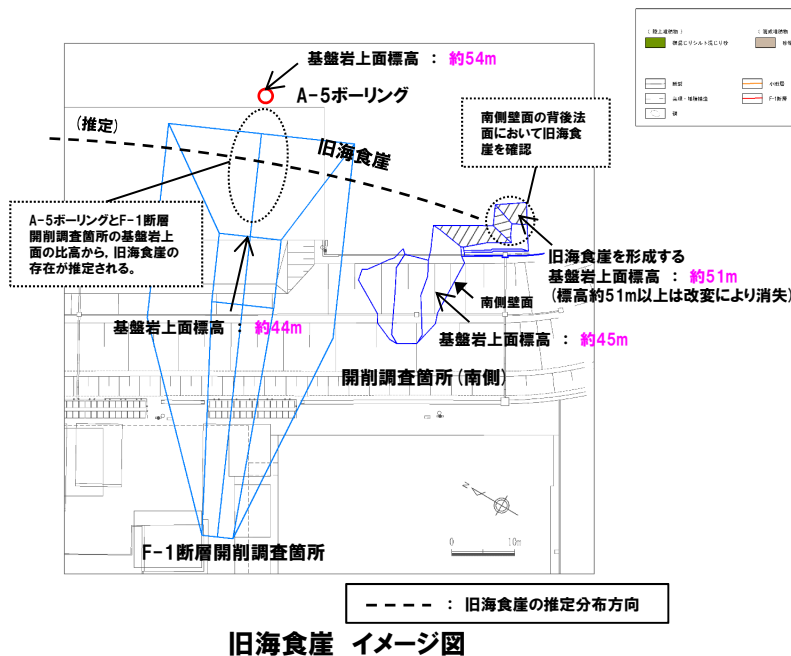 基盤岩上面標高 ： 約54m
A-5ボーリング
(推定)
旧海食崖
南側壁面の背後法
面において旧海食
崖を確認
A-5ボーリングとF-1断層
開削調査箇所の基盤岩上
面の比高から，旧海食崖の
存在が推定される。
旧海食崖を形成する
基盤岩上面標高 ： 約51m
(標高約51m以上は改変により消失)
南側壁面
基盤岩上面標高 ： 約44m
基盤岩上面標高 ： 約45m
開削調査箇所(南側)
N
0 10m
F-1断層開削調査箇所
： 旧海食崖の推定分布方向
旧海食崖 イメージ図
F-1断層